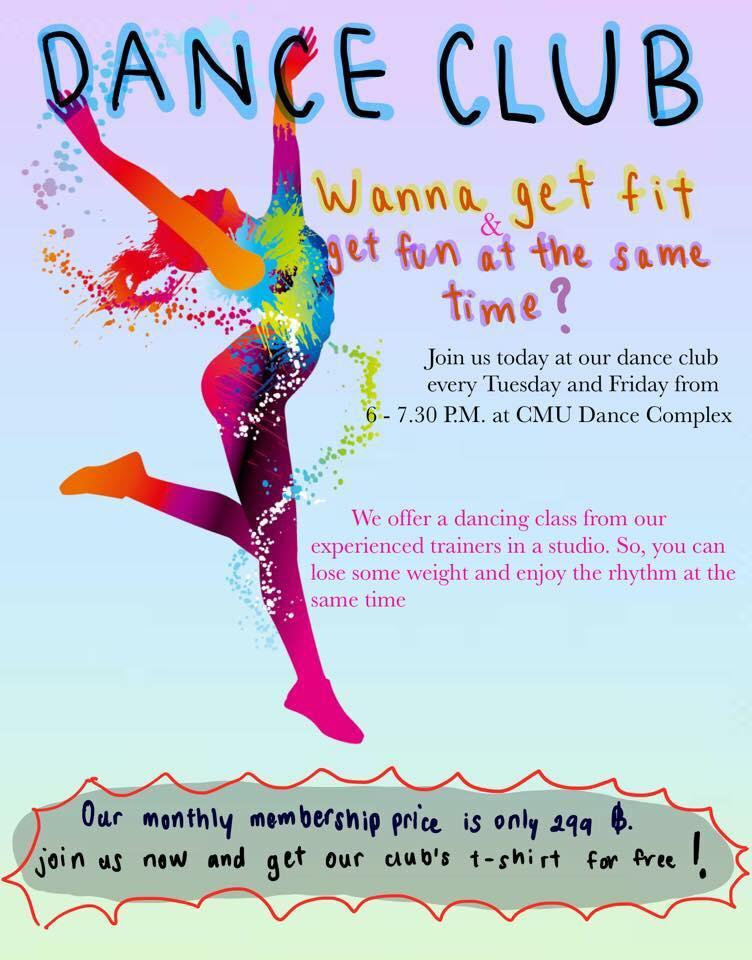 DANCE CLUB
Wanna get fit
&
get fun at the same
time?
Join us today at our dance club
every Tuesday and Friday from
6 - 7.30 P.M. at CMU Dance Complex
We offer a dancing class from our
experienced trainers in a studio. So, you can
lose some weight and enjoy the rhythm at the
same time
Our monthly membership price is only 299 ฿.
join us now and get our club's t-shirt for free!